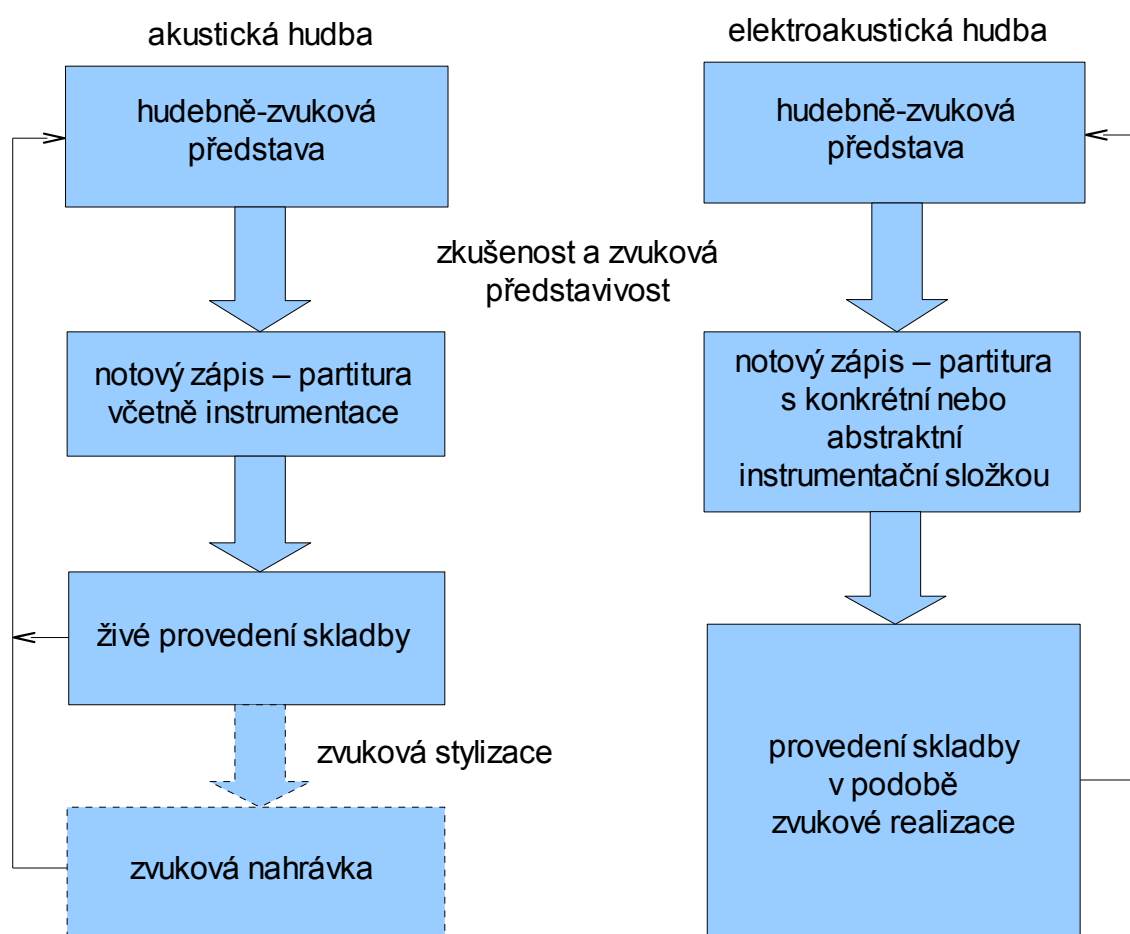 akustická hudba
hudebně-zvuková
představa
notový zápis – partitura
včetně instrumentace
živé provedení skladby
zvuková stylizace
zvuková nahrávka
zkušenost a zvuková
představivost
elektroakustická hudba
hudebně-zvuková
představa
notový zápis – partitura
s konkrétní nebo
abstraktní
instrumentační složkou
provedení skladby
v podobě
zvukové realizace